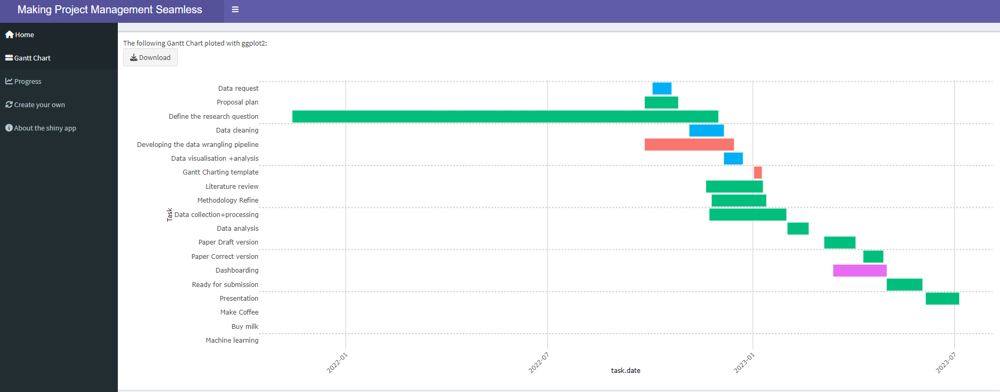 Making Project Management Seamless
Home
Gantt Chart
Progress
Create your own
About the shiny app
The following Gantt Chart ploted with ggplot2:
Download
Data request
Proposal plan
Define the research question
Data cleaning
Developing the data wrangling pipeline
Data visualisation +analysis
Gantt Charting template
Literature review
Methodology Refine
Data collection+processing
Data analysis
Paper Draft version
Paper Correct version
Dashboarding
Ready for submission
Presentation
Make Coffee
Buy milk
Machine learning
Task
2022-01
2022-07
2023-01
2023-07
task.date